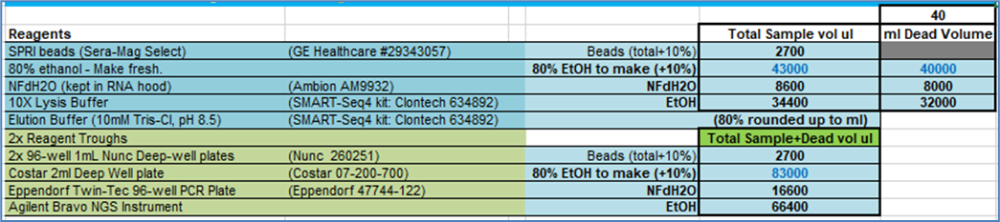 40
Reagents Total Sample vol ul ml Dead Volume
SPRI beads (Sera-Mag Select) (GE Healthcare #29343057) Beads (total+10%) 2700
80% ethanol - Make fresh. 80% EtOH to make (+10%) 43000 40000
NFdH2O (kept in RNA hood) (Ambion AM9932) NFdH2O 8600 8000
10X Lysis Buffer (SMART-Seq4 kit: Clontech 634892) EtOH 34400 32000
Elution Buffer (10mM Tris-Cl, pH 8.5) (SMART-Seq4 kit: Clontech 634892) (80% rounded up to ml)
2x Reagent Troughs Total Sample+Dead vol ul
2x 96-well 1mL Nunc Deep-well plates (Nunc 260251) Beads (total+10%) 2700
Costar 2ml Deep Well plate (Costar 07-200-700) 80% EtOH to make (+10%) 83000
Eppendorf Twin-Tec 96-well PCR Plate (Eppendorf 47744-122) NFdH2O 16600
Agilent Bravo NGS Instrument EtOH 66400